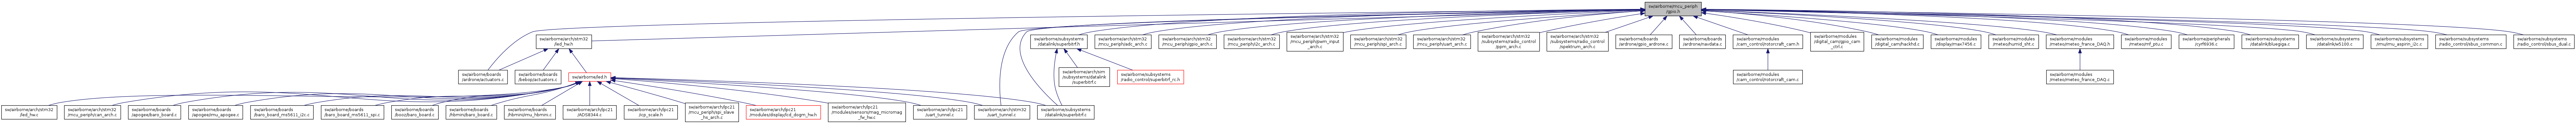 sw/airborne/mcu_periph
/gpio.h
sw/airborne/arch/stm32
/led_hw.h
sw/airborne/subsystems
/datalink/superbitrf.h
sw/airborne/arch/stm32
/mcu_periph/adc_arch.c
sw/airborne/arch/stm32
/mcu_periph/gpio_arch.c
sw/airborne/arch/stm32
/mcu_periph/i2c_arch.c
sw/airborne/arch/stm32
/mcu_periph/pwm_input
_arch.c
sw/airborne/arch/stm32
/mcu_periph/spi_arch.c
sw/airborne/arch/stm32
/mcu_periph/uart_arch.c
sw/airborne/arch/stm32
/subsystems/radio_control
/ppm_arch.c
sw/airborne/arch/stm32
/subsystems/radio_control
/spektrum_arch.c
sw/airborne/boards
/ardrone/gpio_ardrone.c
sw/airborne/boards
/ardrone/navdata.c
sw/airborne/modules
/cam_control/rotorcraft_cam.h
sw/airborne/modules
/digital_cam/gpio_cam
_ctrl.c
sw/airborne/modules
/digital_cam/hackhd.c
sw/airborne/modules
/display/max7456.c
sw/airborne/modules
/meteo/humid_sht.c
sw/airborne/modules
/meteo/meteo_france_DAQ.h
sw/airborne/modules
/meteo/mf_ptu.c
sw/airborne/peripherals
/cyrf6936.c
sw/airborne/subsystems
/datalink/bluegiga.c
sw/airborne/subsystems
/datalink/w5100.c
sw/airborne/subsystems
/imu/imu_aspirin_i2c.c
sw/airborne/subsystems
/radio_control/sbus_common.c
sw/airborne/subsystems
/radio_control/sbus_dual.c
sw/airborne/boards
/ardrone/actuators.c
sw/airborne/boards
/bebop/actuators.c
sw/airborne/led.h
sw/airborne/arch/sim
/subsystems/datalink
/superbitrf.c
sw/airborne/subsystems
/radio_control/superbitrf_rc.h
sw/airborne/modules
/cam_control/rotorcraft_cam.c
sw/airborne/modules
/meteo/meteo_france_DAQ.c
sw/airborne/arch/stm32
/led_hw.c
sw/airborne/arch/stm32
/mcu_periph/can_arch.c
sw/airborne/boards
/apogee/baro_board.c
sw/airborne/boards
/apogee/imu_apogee.c
sw/airborne/boards
/baro_board_ms5611_i2c.c
sw/airborne/boards
/baro_board_ms5611_spi.c
sw/airborne/boards
/booz/baro_board.c
sw/airborne/boards
/hbmini/baro_board.c
sw/airborne/boards
/hbmini/imu_hbmini.c
sw/airborne/arch/lpc21
/ADS8344.c
sw/airborne/arch/lpc21
/icp_scale.h
sw/airborne/arch/lpc21
/mcu_periph/spi_slave
_hs_arch.c
sw/airborne/arch/lpc21
/modules/display/lcd_dogm_hw.h
sw/airborne/arch/lpc21
/modules/sensors/mag_micromag
_fw_hw.c
sw/airborne/arch/lpc21
/uart_tunnel.c
sw/airborne/arch/stm32
/uart_tunnel.c
sw/airborne/subsystems
/datalink/superbitrf.c